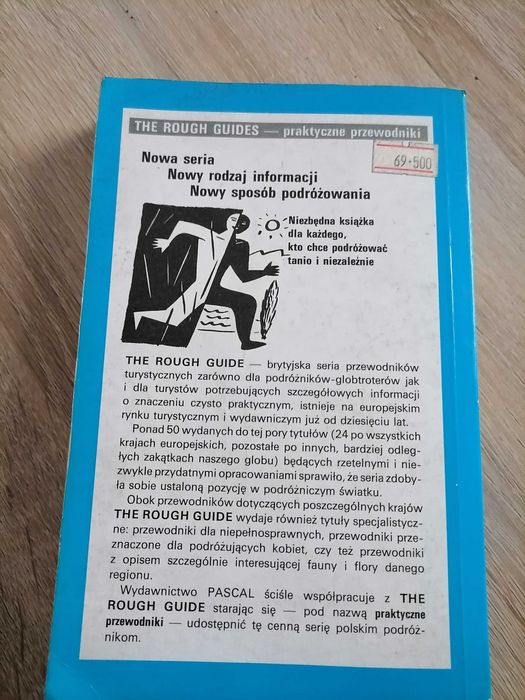 THE ROUGH GUIDES — praktyczne przewodniki
69-500
Nowa seria
Nowy rodzaj informacji
Nowy sposób podróżowania
Niezbędna książka
dla każdego,
kto chce podróżować
tanio i niezależnie
THE ROUGH GUIDE — brytyjska seria przewodników
turystycznych zarówno dla podróżników-globtroterów jak
i dla turystów potrzebujących szczegółowych informacji
o znaczeniu czysto praktycznym, istnieje na europejskim
rynku turystycznym i wydawniczym już od dziesięciu lat.
Ponad 50 wydanych do tej pory tytułów (24 po wszystkich
krajach europejskich, pozostałe po innych, bardziej odleg-
łych zakątkach naszego globu) będących rzetelnymi i nie-
zwykle przydatnymi opracowaniami sprawiło, że seria zdoby-
ła sobie ustaloną pozycję w podróżniczym światku.
Obok przewodników dotyczących poszczególnych krajów
THE ROUGH GUIDE wydaje również tytuły specjalistycz-
ne: przewodniki dla niepełnosprawnych, przewodniki prze-
znaczone dla podróżujących kobiet, czy też przewodniki
z opisem szczególnie interesującej fauny i flory danego
regionu.
Wydawnictwo PASCAL ściśle współpracuje z THE
ROUGH GUIDE starając się — pod nazwą praktyczne
przewodniki — udostępnić tę cenną serię polskim podróż-
nikom.